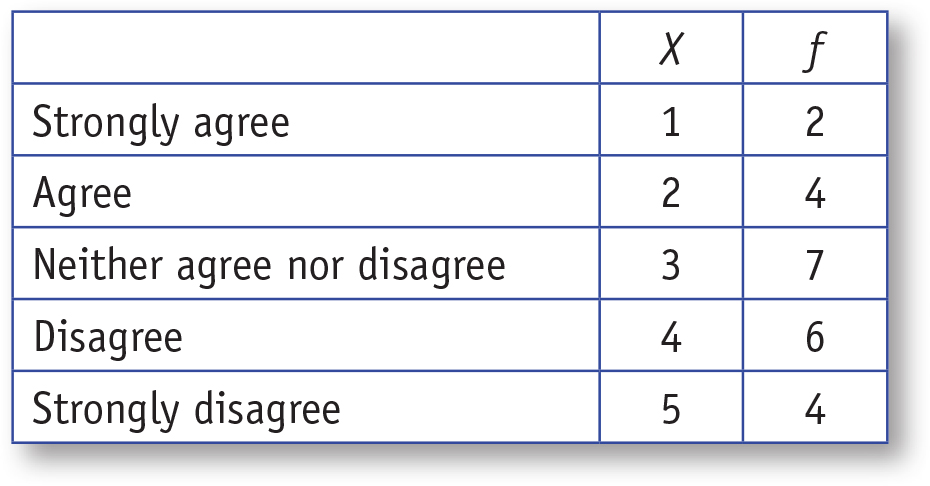 X f
Strongly agree 1 2
Agree 2 4
Neither agree nor disagree 3 7
Disagree 4 6
Strongly disagree 5 4